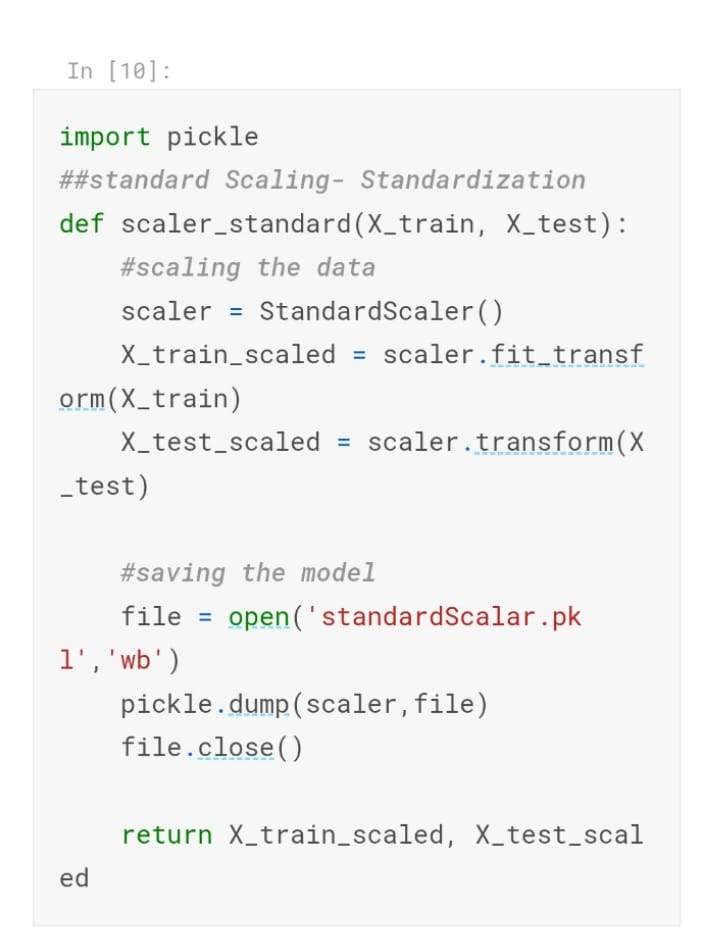 In [10]:
import pickle
##standard Scaling- Standardization
def scaler_standard(X_train, X_test):
    #scaling the data
    scaler = StandardScaler()
    X_train_scaled = scaler.fit_transf
orm(X_train)
    X_test_scaled = scaler.transform(X
_test)
    #saving the model
    file = open('standardScalar.pk
l','wb')
    pickle.dump(scaler,file)
    file.close()
    return X_train_scaled, X_test_scal
ed